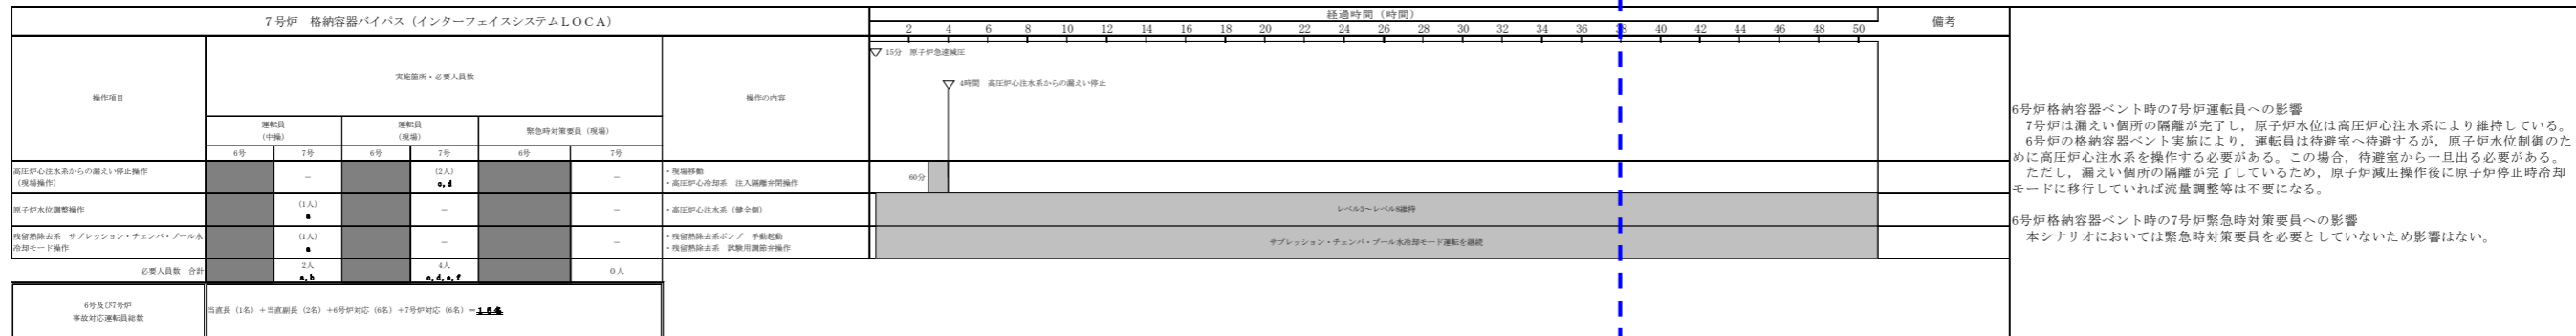 7号炉　格納容器バイパス（インターフェイスシステムＬＯＣＡ）
経過時間（時間）
備考
2 4 6 8 10 12 14 16 18 20 22 24 26 28 30 32 34 36 38 40 42 44 46 48 50
操作項目
実施箇所・必要人員数
操作の内容
15分　原子炉急速減圧
4時間　高圧炉心注水系からの漏えい停止
運転員
（中操）
運転員
（現場）
緊急時対策要員（現場）
6号 7号 6号 7号 6号 7号
高圧炉心注水系からの漏えい停止操作
（現場操作）
－
(2人)
c,d
－
・現場移動
・高圧炉心冷却系　注入隔離弁閉操作
60分
原子炉水位調整操作
(1人)
a
－
－
・高圧炉心注水系（健全側）
レベル3～レベル8維持
残留熱除去系　サプレッション・チェンバ・プール水
冷却モード操作
(1人)
a
－
－
・残留熱除去系ポンプ　手動起動
・残留熱除去系　試験用調節弁操作
サプレッション・チェンバ・プール水冷却モード運転を継続
必要人員数　合計
2人
a,b
4人
c,d,e,f
0人
6号及び7号炉
事故対応運転員総数
当直長（1名）＋当直副長（2名）＋6号炉対応（6名）＋7号炉対応（6名）＝15名
6号炉格納容器ベント時の7号炉運転員への影響
7号炉は漏えい個所の隔離が完了し，原子炉水位は高圧炉心注水系により維持している。
6号炉の格納容器ベント実施により，運転員は待避室へ待避するが，原子炉水位制御のた
めに高圧炉心注水系を操作する必要がある。この場合，待避室から一旦出る必要がある。
ただし，漏えい個所の隔離が完了しているため，原子炉減圧操作後に原子炉停止時冷却
モードに移行していれば流量調整等は不要になる。
6号炉格納容器ベント時の7号炉緊急時対策要員への影響
本シナリオにおいては緊急時対策要員を必要としていないため影響はない。